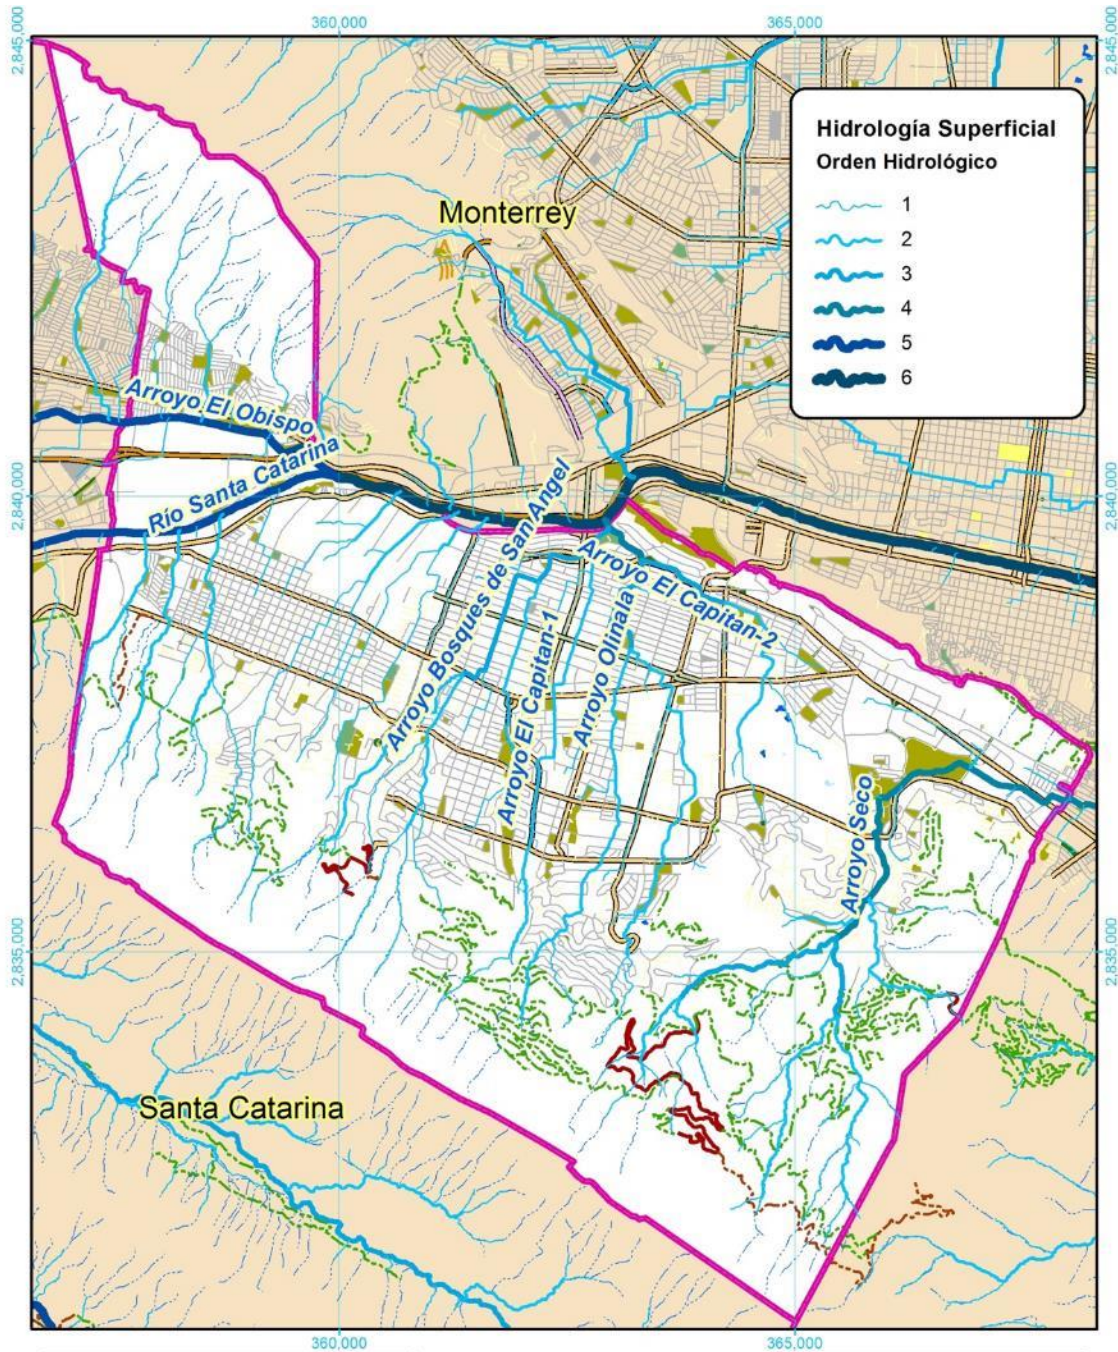 360,000
365,000
2,845,000
2,845,000
Hidrología Superficial
Orden Hidrológico
1
2
3
4
5
6
Monterrey
Arroyo El Obispo
Río Santa Catarina
2,840,000
2,840,000
Arroyo Bosques de San Angel
Arroyo El Capitan-1
Arroyo Olinala
Arroyo El Capitan-2
Arroyo Seco
2,835,000
2,835,000
Santa Catarina
360,000
365,000